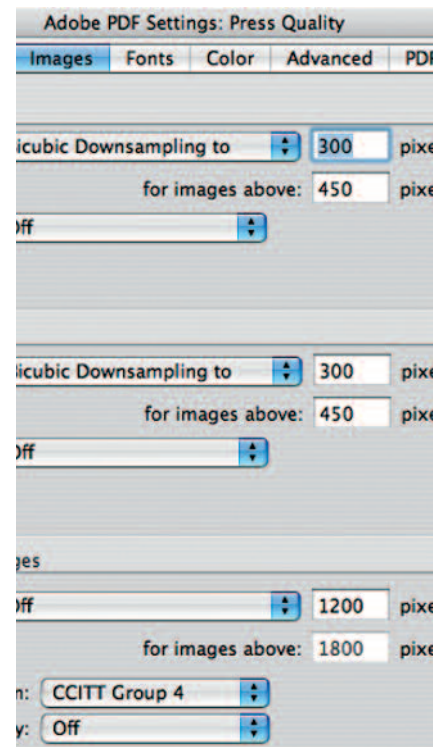 Adobe PDF Settings: Press Quality
Images Fonts Color Advanced PDF
icubic Downsampling to 300 pixe
for images above: 450 pixe
Off
icubic Downsampling to 300 pixe
for images above: 450 pixe
Off
ges
Off 1200 pixe
for images above: 1800 pixe
n: CCITT Group 4
y: Off